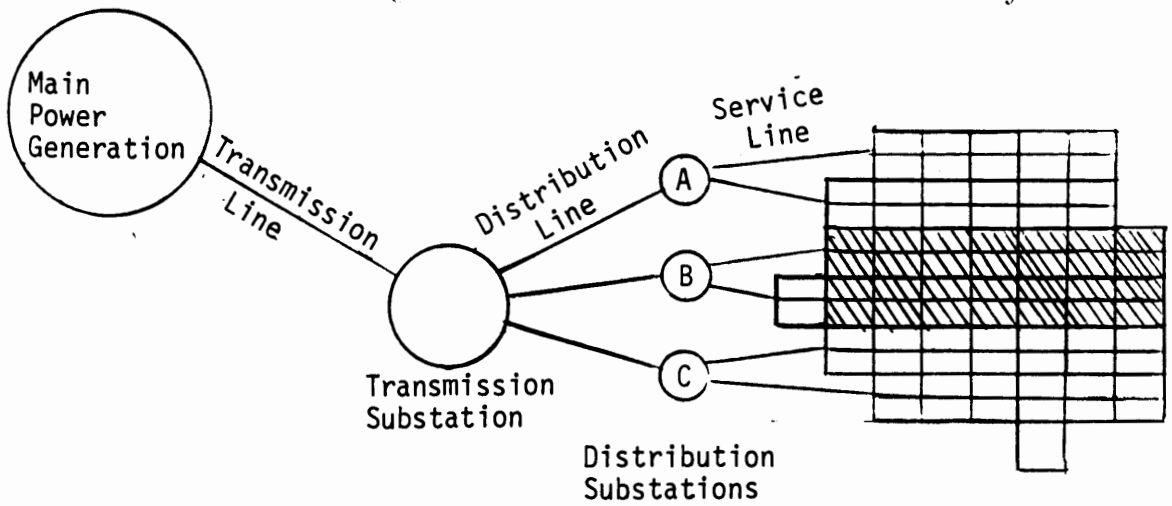 Main
Power
Generation
Transmission
Line
Distribution
Line
Service
Line
A
B
C
Transmission
Substation
Distribution
Substations